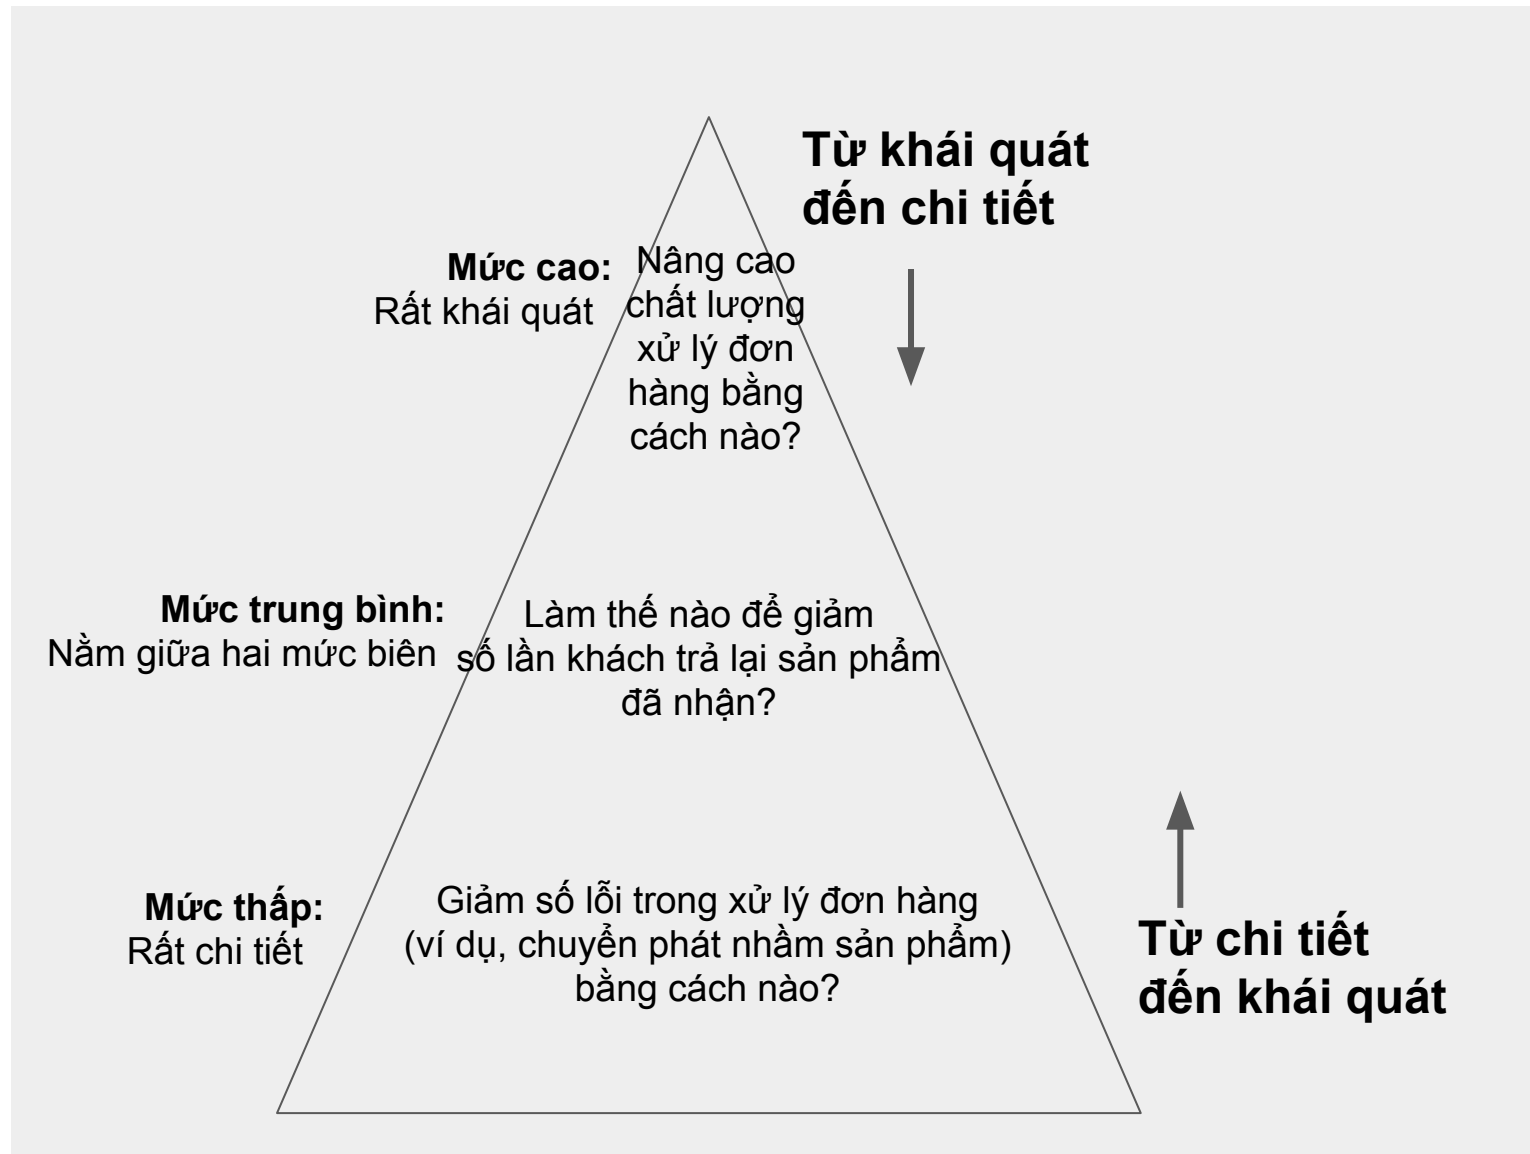 Từ khái quát
đến chi tiết
Mức cao:
Rất khái quát
Nâng cao
chất lượng
xử lý đơn
hàng bằng
cách nào?
Mức trung bình:
Nằm giữa hai mức biên
Làm thế nào để giảm
số lần khách trả lại sản phẩm
đã nhận?
Mức thấp:
Rất chi tiết
Giảm số lỗi trong xử lý đơn hàng
(ví dụ, chuyển phát nhầm sản phẩm)
bằng cách nào?
Từ chi tiết
đến khái quát